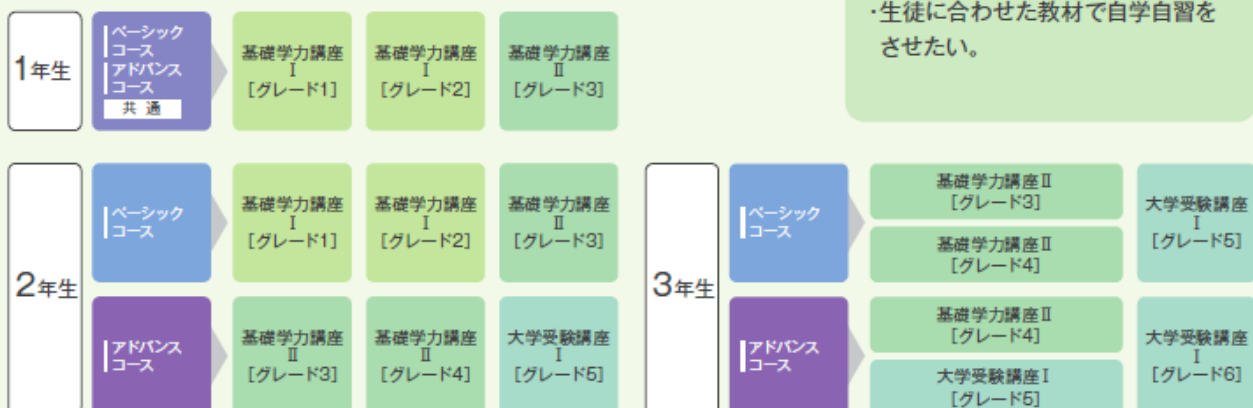 ・生徒に合わせた教材で自学自習を
させたい。
1年生
ベーシック
コース
アドバンス
コース
共通
基礎学力講座
Ⅰ
[グレード1]
基礎学力講座
Ⅰ
[グレード2]
基礎学力講座
Ⅱ
[グレード3]
2年生
ベーシック
コース
基礎学力講座
Ⅰ
[グレード1]
基礎学力講座
Ⅰ
[グレード2]
基礎学力講座
Ⅱ
[グレード3]
アドバンス
コース
基礎学力講座
Ⅱ
[グレード3]
基礎学力講座
Ⅱ
[グレード4]
大学受験講座
Ⅰ
[グレード5]
3年生
ベーシック
コース
基礎学力講座Ⅱ
[グレード3]
基礎学力講座Ⅱ
[グレード4]
大学受験講座
Ⅰ
[グレード5]
アドバンス
コース
基礎学力講座Ⅱ
[グレード4]
大学受験講座Ⅰ
[グレード5]
大学受験講座
Ⅰ
[グレード6]